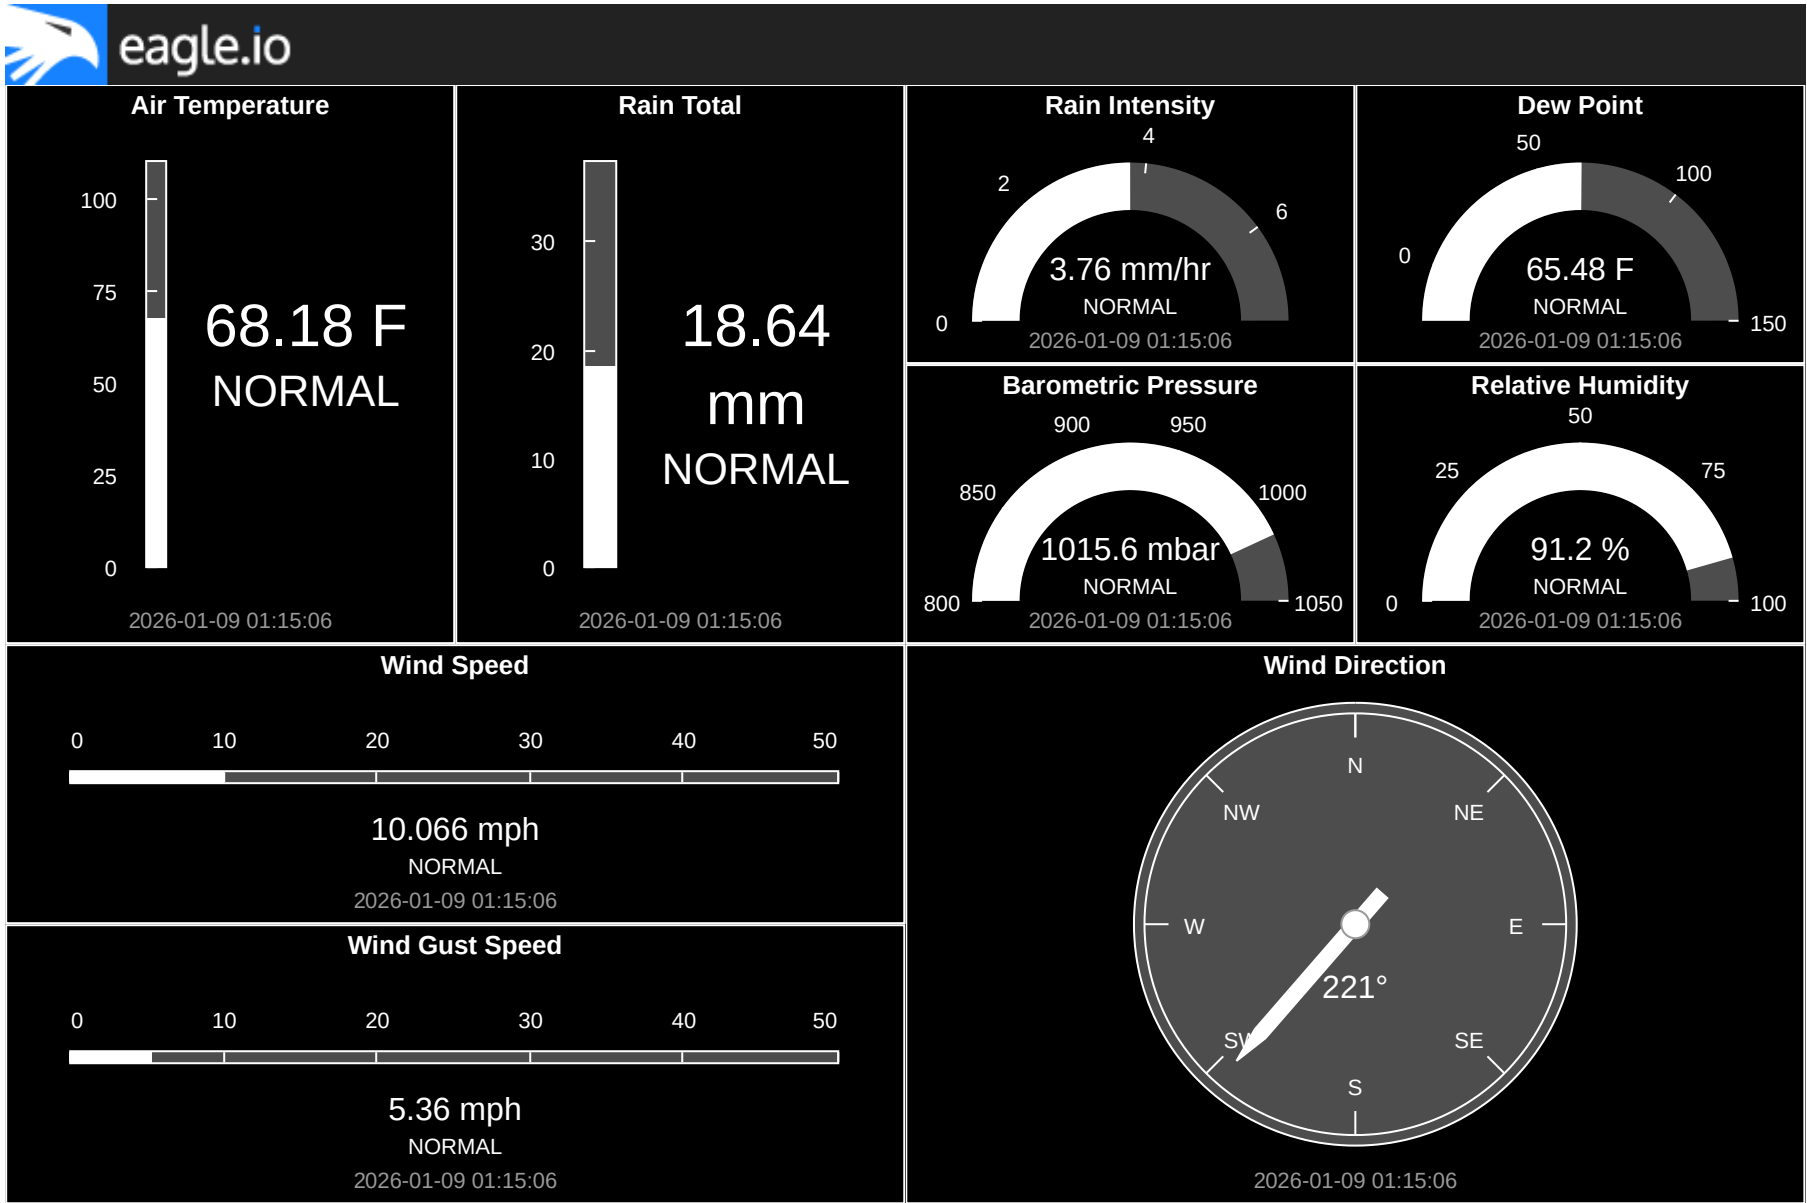 eagle.io
Air Temperature
100
75
50
25
0
68.18 F
NORMAL
2026-01-09 01:15:06
Rain Total
30
20
10
0
18.64
mm
NORMAL
2026-01-09 01:15:06
Rain Intensity
0
2
4
6
3.76 mm/hr
NORMAL
2026-01-09 01:15:06
Dew Point
0
50
100
150
65.48 F
NORMAL
2026-01-09 01:15:06
Barometric Pressure
800
850
900
950
1000
1050
1015.6 mbar
NORMAL
2026-01-09 01:15:06
Relative Humidity
0
25
50
75
100
91.2 %
NORMAL
2026-01-09 01:15:06
Wind Speed
0 10 20 30 40 50
10.066 mph
NORMAL
2026-01-09 01:15:06
Wind Gust Speed
0 10 20 30 40 50
5.36 mph
NORMAL
2026-01-09 01:15:06
Wind Direction
N
NW NE
W E
221°
SW SE
S
2026-01-09 01:15:06